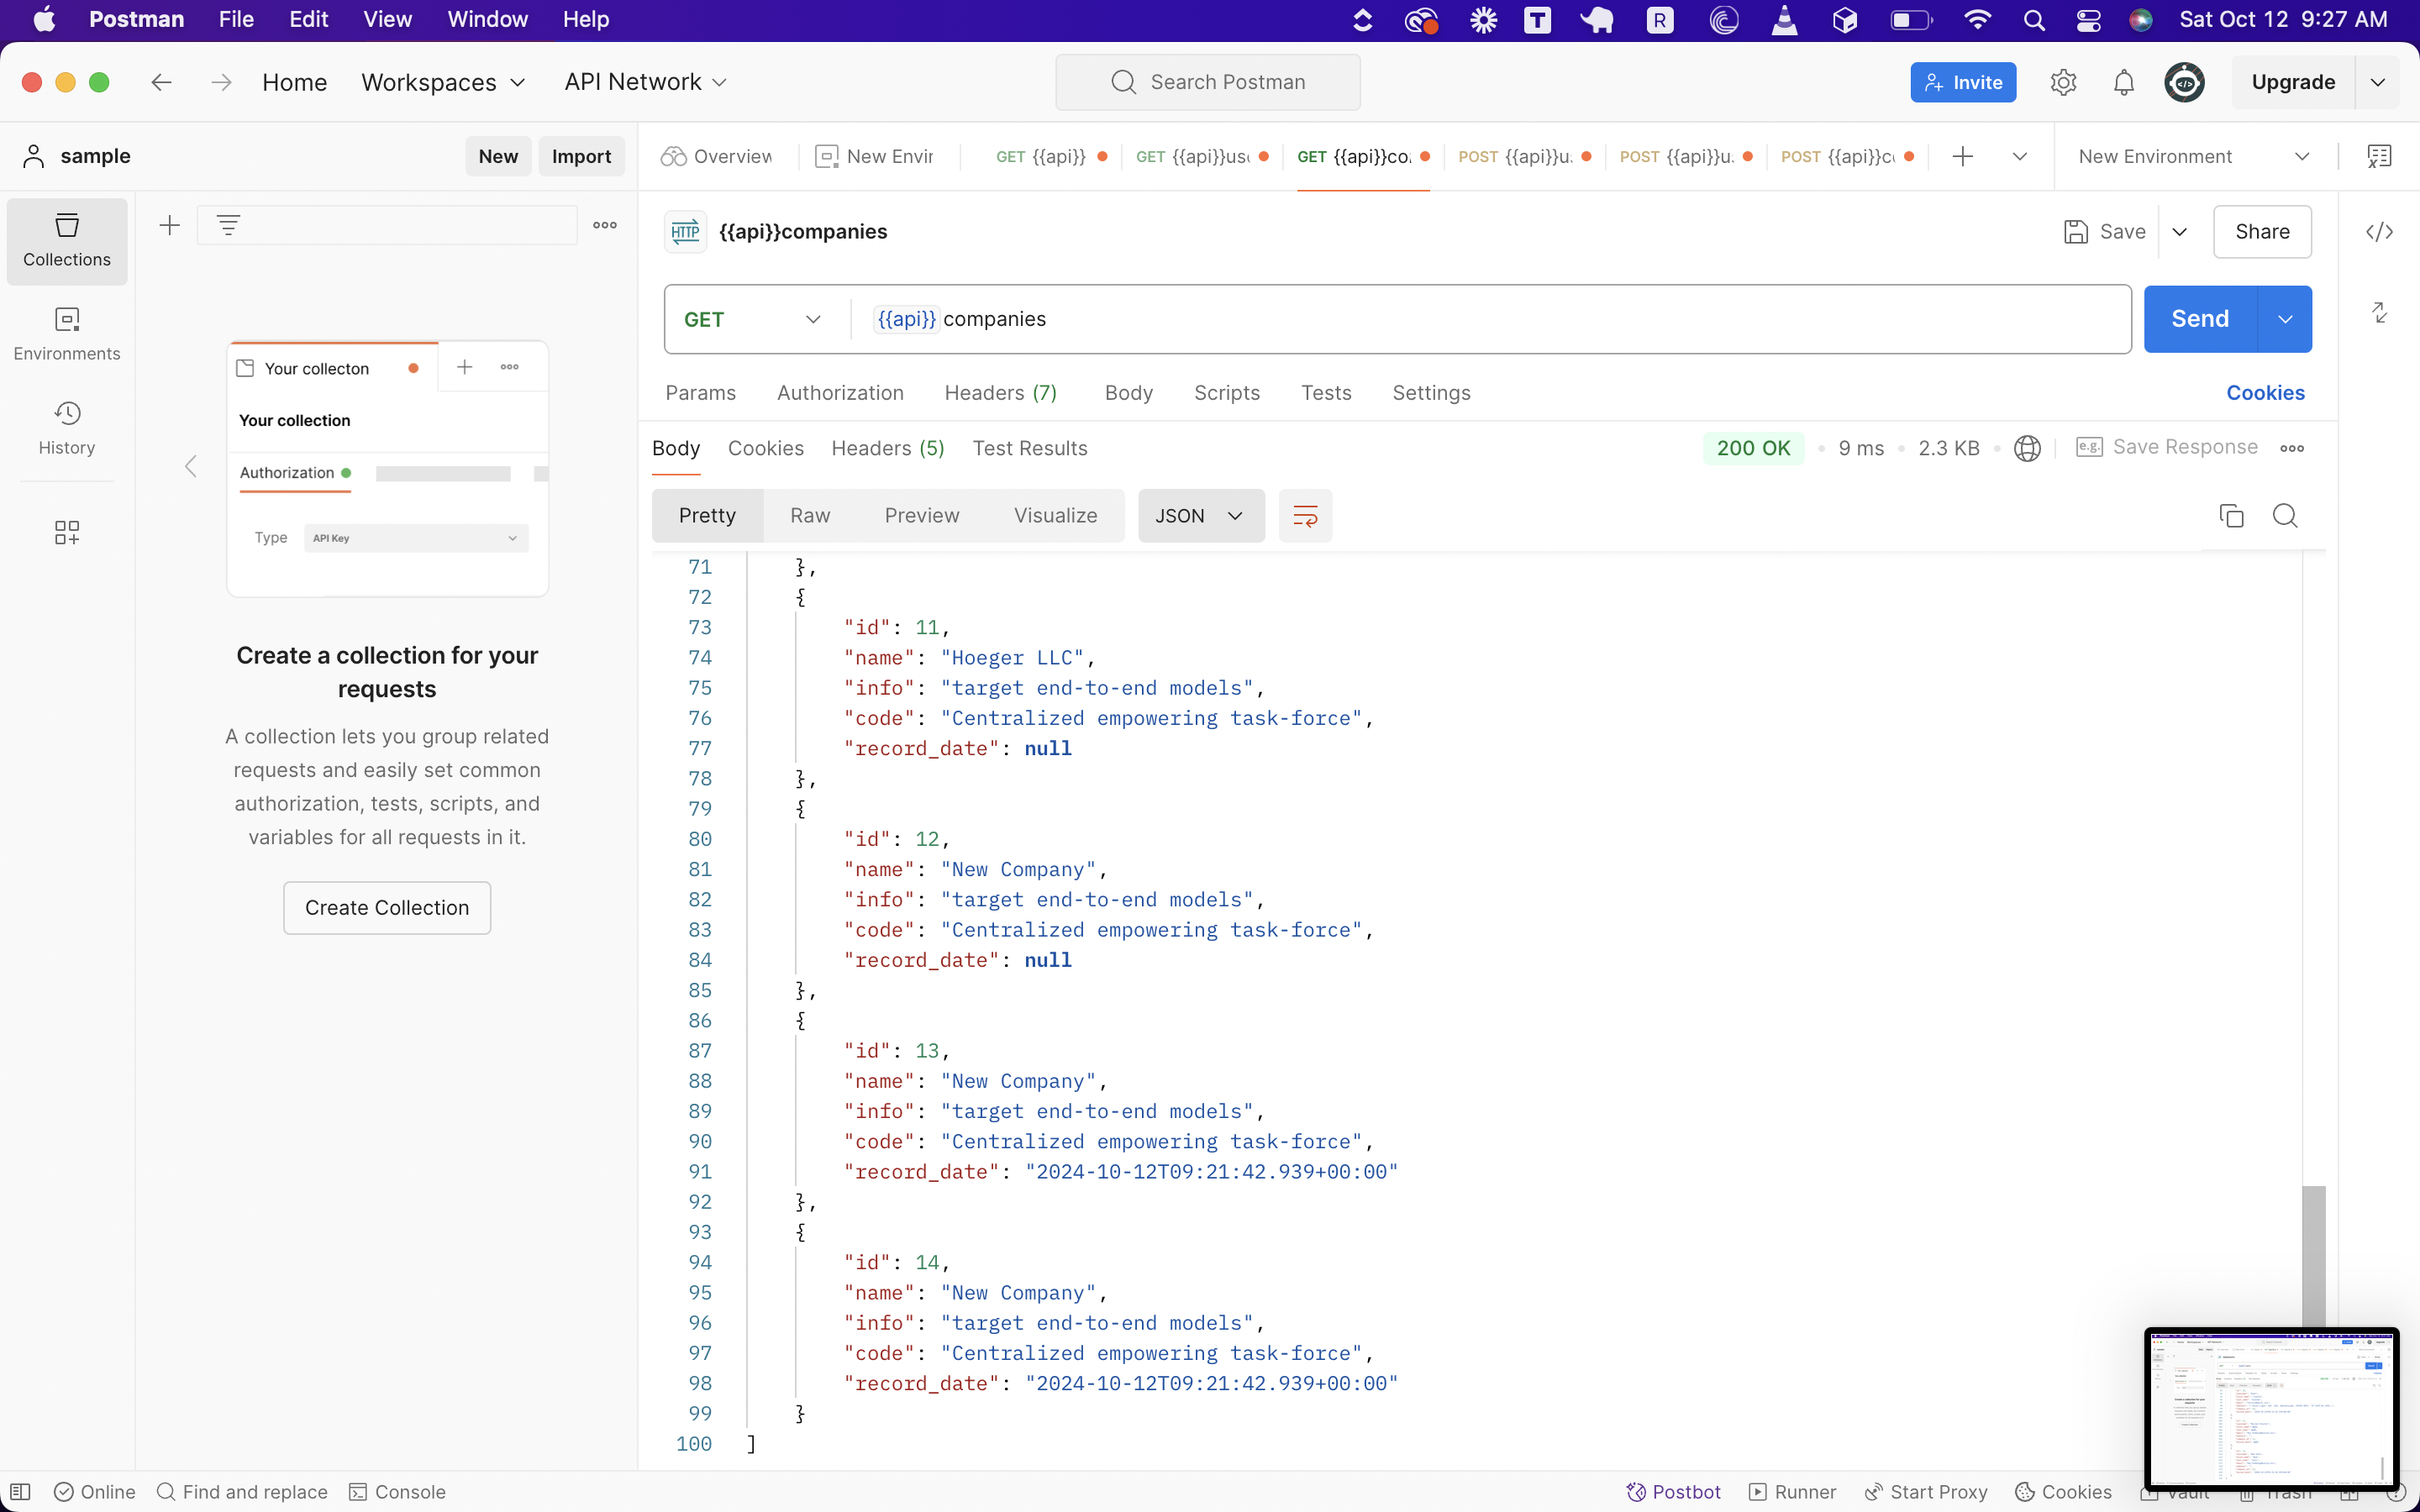 Postman File Edit View Window Help
Sat Oct 12 9:27 AM
Home Workspaces API Network
Search Postman
Invite
Upgrade
sample
New Import
Overview
New Envir
GET {{api}}
GET {{api}}us
GET {{api}}co
POST {{api}}u.
POST {{api}}u.
POST {{api}}c
New Environment
Collections
Environments
History
Your collecton
Your collection
Authorization
Type API Key
Create a collection for your
requests
A collection lets you group related
requests and easily set common
authorization, tests, scripts, and
variables for all requests in it.
Create Collection
HTTP {{api}}companies
Save Share
GET {{api}}companies
Send
Params Authorization Headers (7) Body Scripts Tests Settings Cookies
Body Cookies Headers (5) Test Results
200 OK 9 ms 2.3 KB e.g. Save Response
Pretty Raw Preview Visualize JSON
71 },
72 {
73 "id": 11,
74 "name": "Hoeger LLC",
75 "info": "target end-to-end models",
76 "code": "Centralized empowering task-force",
77 "record_date": null
78 },
79 {
80 "id": 12,
81 "name": "New Company",
82 "info": "target end-to-end models",
83 "code": "Centralized empowering task-force",
84 "record_date": null
85 },
86 {
87 "id": 13,
88 "name": "New Company",
89 "info": "target end-to-end models",
90 "code": "Centralized empowering task-force",
91 "record_date": "2024-10-12T09:21:42.939+00:00"
92 },
93 {
94 "id": 14,
95 "name": "New Company",
96 "info": "target end-to-end models",
97 "code": "Centralized empowering task-force",
98 "record_date": "2024-10-12T09:21:42.939+00:00"
99 }
100 ]
Online Find and replace Console
Postbot Runner Start Proxy Cookies Vault Trash